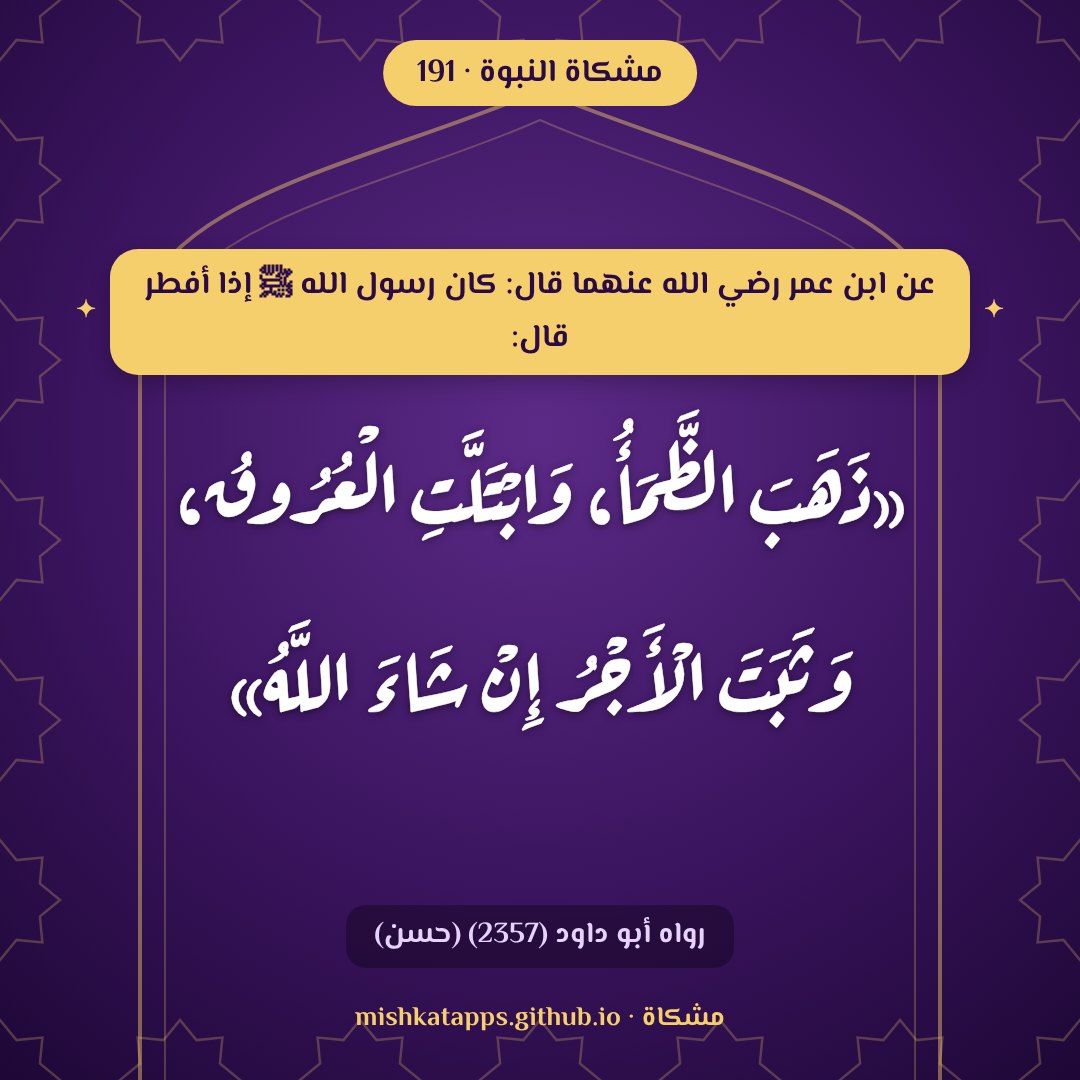 مشكاة النبوة · 191
عن ابن عمر رضي الله عنهما قال: كان رسول الله ﷺ إذا أفطر
قال:
«ذَهَبَ الظَّمَأُ، وَابْتَلَّتِ الْعُرُوقُ،
وَثَبَتَ الْأَجْرُ إِنْ شَاءَ اللَّهُ»
رواه أبو داود (2357) (حسن)
مشكاة · mishkatapps.github.io